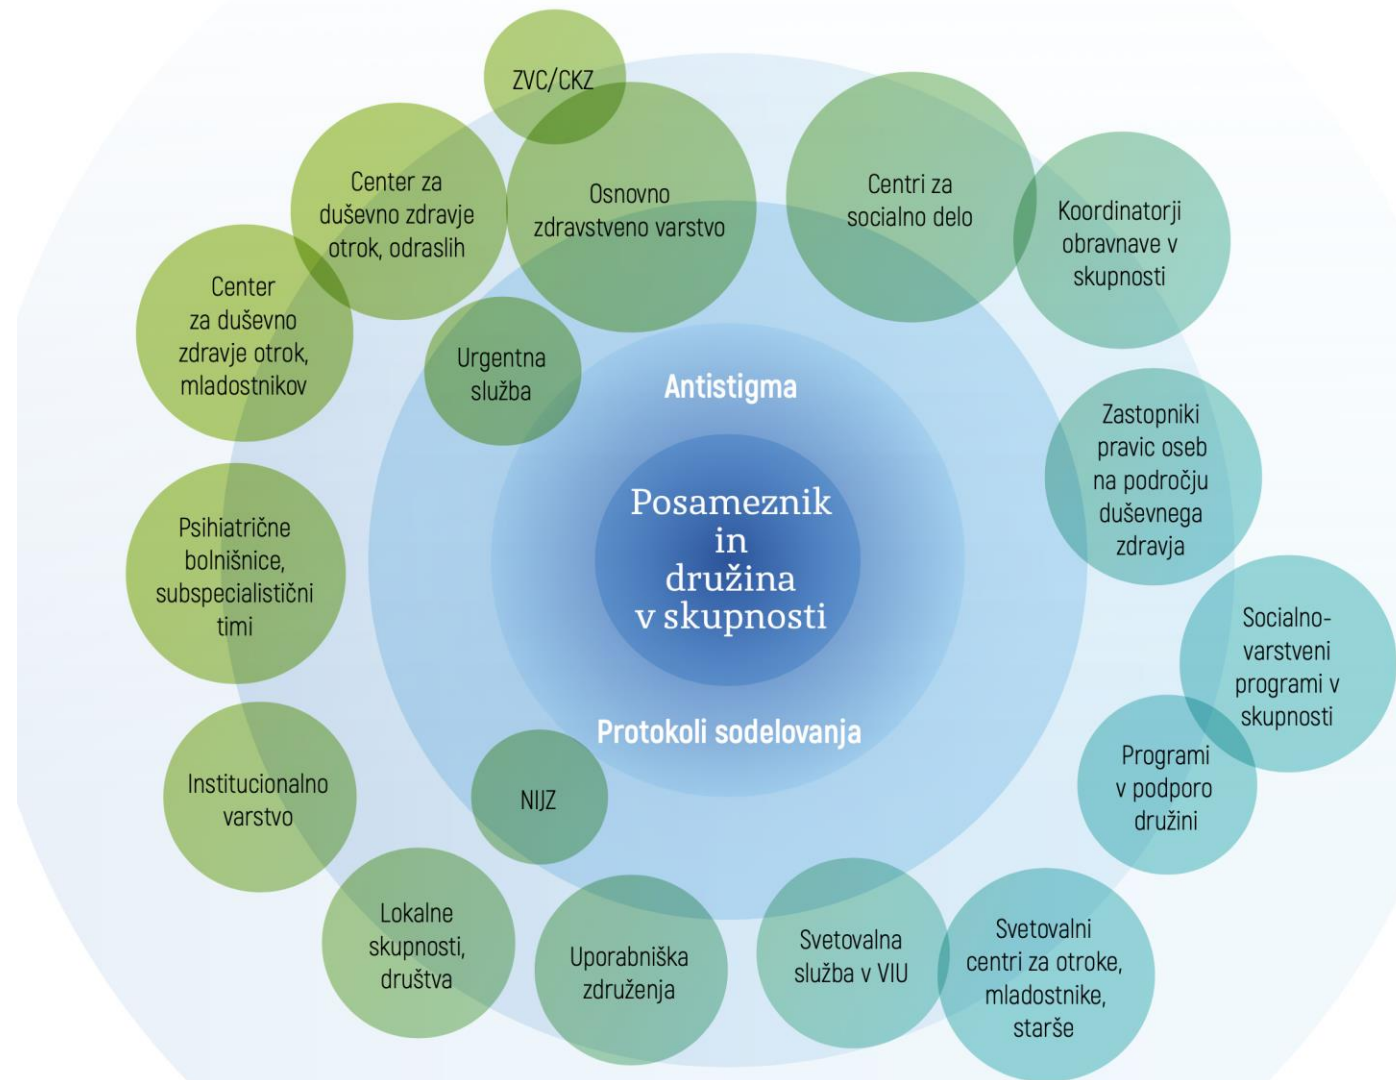 ZVC/CKZ
Osnovno
zdravstveno varstvo
Centri za
socialno delo
Koordinatorji
obravnave v
skupnosti
Center za
duševno zdravje
otrok, odraslih
Center
za duševno
zdravje otrok,
mladostnikov
Urgentna
služba
Antistigma
Zastopniki
pravic oseb
na področju
duševnega
zdravja
Posameznik
in
družina
v skupnosti
Psihiatrične
bolnišnice,
subspecialistični
timi
Socialno-
varstveni
programi v
skupnosti
Protokoli sodelovanja
Programi
v podporo
družini
Institucionalno
varstvo
NIJZ
Lokalne
skupnosti,
društva
Uporabniška
združenja
Svetovalna
služba v VIU
Svetovalni
centri za otroke,
mladostnike,
starše